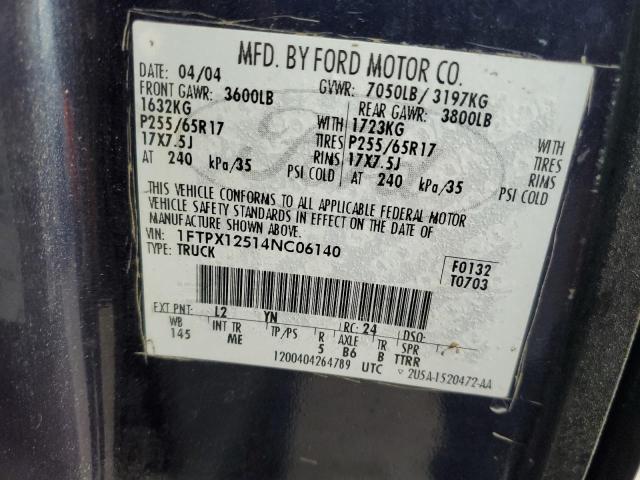 MFD. BY FORD MOTOR CO.
DATE: 04/04 GVWR: 7050LB/ 3197KG
FRONT GAWR: 3600LB REAR GAWR: 3800LB
1632KG WITH 1723KG WITH
P255/65R17 TIRES P255/65R17 TIRES
17X7.5J RIMS 17X7.5J RIMS
AT 240 kPa/35 PSI COLD AT 240 kPa/35 PSI COLD
THIS VEHICLE CONFORMS TO ALL APPLICABLE FEDERAL MOTOR
VEHICLE SAFETY STANDARDS IN EFFECT ON THE DATE OF
MANUFACTURE SHOWN ABOVE.
VIN: 1FTPX12514NC06140
TYPE: TRUCK
F0132
T0703
EXT PNT: L2 YN RC: 24 DSO:
WB INT TR TP/PS R AXLE TR SPR
145 ME 5 B6 B TTRR
1200404264789 UTC ▽ 2U5A-1520472-AA